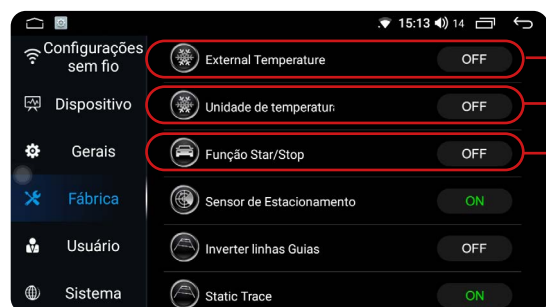 15:13 14
Configurações
sem fio
External Temperature OFF
Dispositivo
Unidade de temperatur
OFF
Gerais
Função Star/Stop OFF
Fábrica
Sensor de Estacionamento ON
Usuário
Inverter linhas Guias OFF
Sistema
Static Trace ON